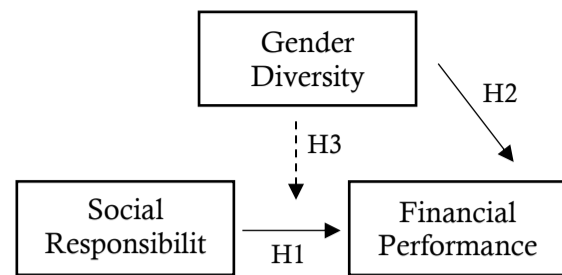 Gender
Diversity
H2
H3
Social
Responsibilit
H1
Financial
Performance